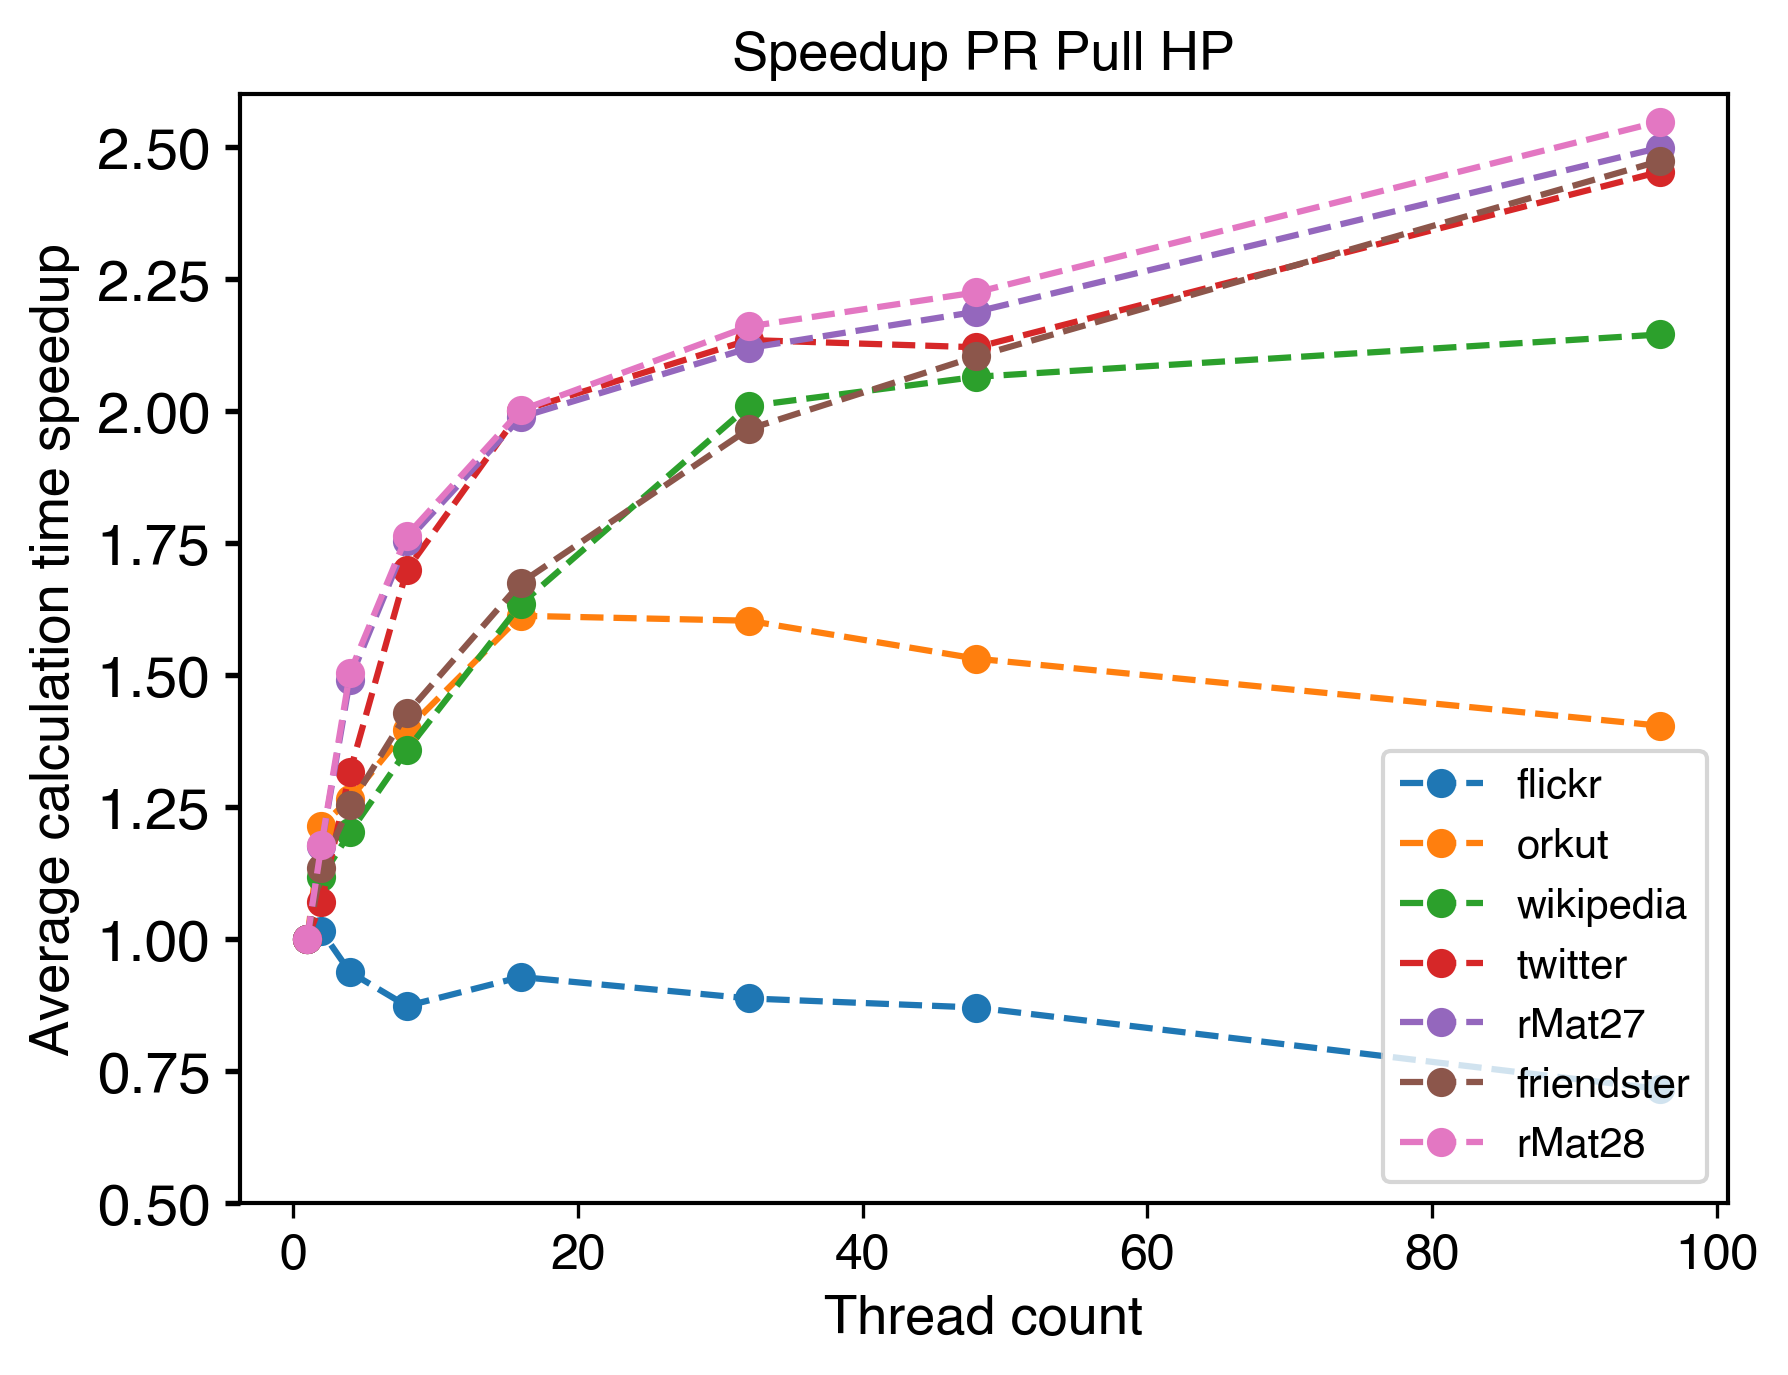 Speedup PR Pull HP
Average calculation time speedup
2.50
2.25
2.00
1.75
1.50
1.25
1.00
0.75
0.50
flickr
orkut
wikipedia
twitter
rMat27
friendster
rMat28
0 20 40 60 80 100
Thread count